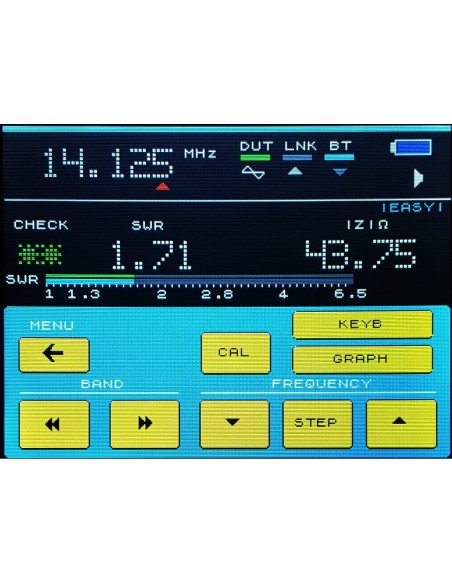 14.125 MHz DUT LNK BT
|EASY|
CHECK SWR |Z|Ω
** 1.71 43.75
SWR
1 1.3 2 2.8 4 6.5
MENU
KEYB
CAL
GRAPH
BAND FREQUENCY
STEP